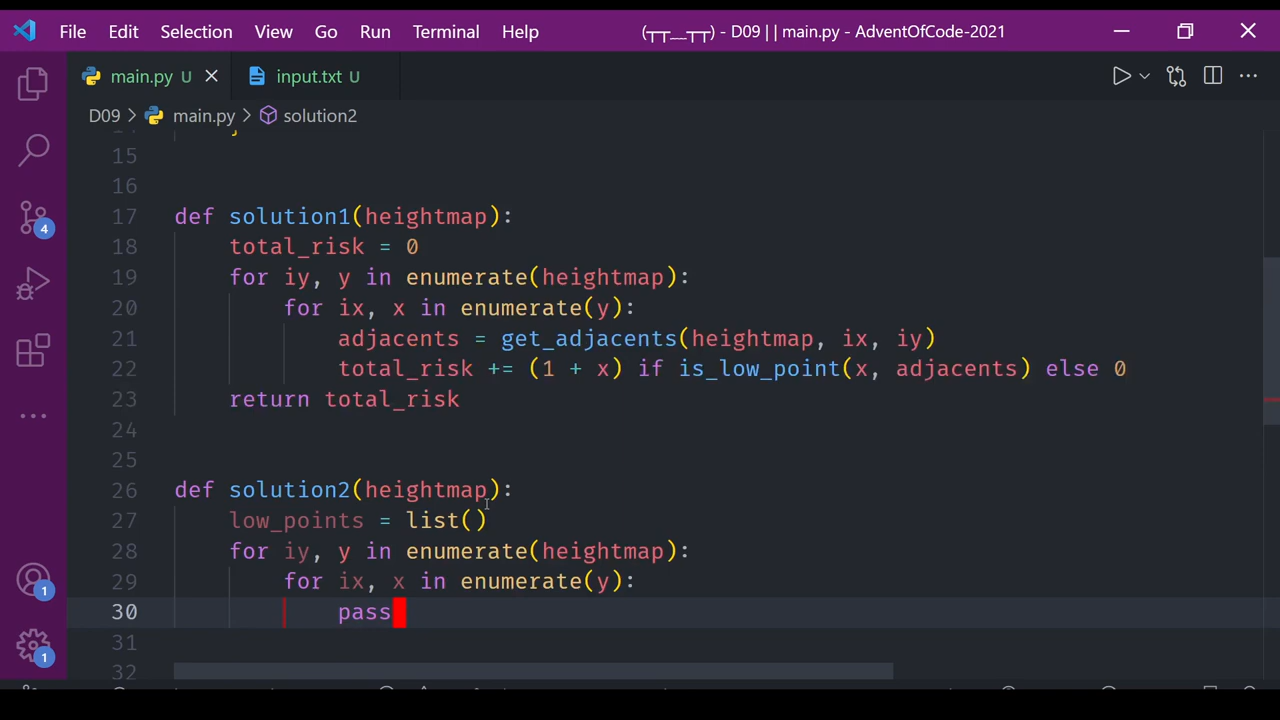 File Edit Selection View Go Run Terminal Help (┬┬﹏┬┬) - D09 | | main.py - AdventOfCode-2021
main.py U input.txt U
D09 > main.py > solution2
15
16
17 def solution1(heightmap):
18 total_risk = 0
19 for iy, y in enumerate(heightmap):
20 for ix, x in enumerate(y):
21 adjacents = get_adjacents(heightmap, ix, iy)
22 total_risk += (1 + x) if is_low_point(x, adjacents) else 0
23 return total_risk
24
25
26 def solution2(heightmap):
27 low_points = list()
28 for iy, y in enumerate(heightmap):
29 for ix, x in enumerate(y):
30 pass
31
32
4
1
1